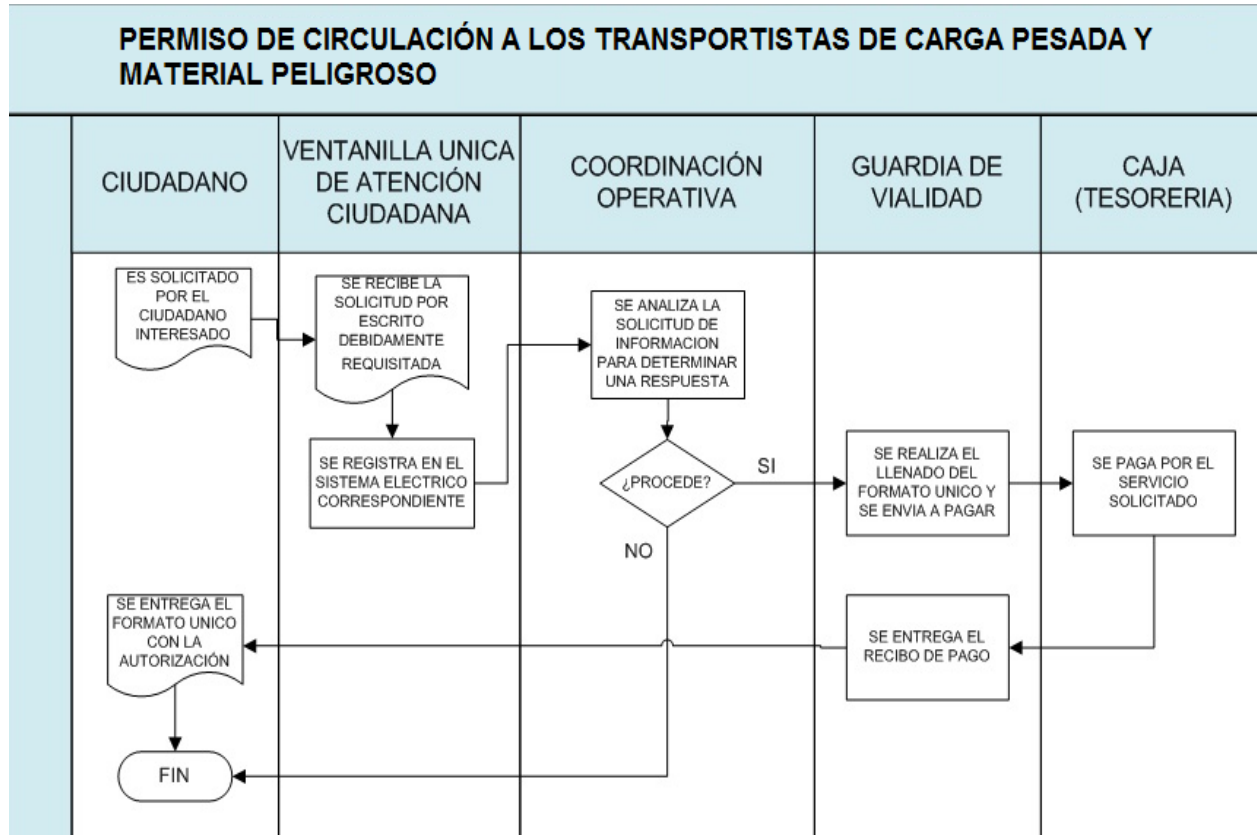 PERMISO DE CIRCULACIÓN A LOS TRANSPORTISTAS DE CARGA PESADA Y
MATERIAL PELIGROSO
CIUDADANO
VENTANILLA UNICA
DE ATENCIÓN
CIUDADANA
COORDINACIÓN
OPERATIVA
GUARDIA DE
VIALIDAD
CAJA
(TESORERIA)
ES SOLICITADO
POR EL
CIUDADANO
INTERESADO
SE RECIBE LA
SOLICITUD POR
ESCRITO
DEBIDAMENTE
REQUISITADA
SE ANALIZA LA
SOLICITUD DE
INFORMACION
PARA DETERMINAR
UNA RESPUESTA
SE REGISTRA EN EL
SISTEMA ELECTRICO
CORRESPONDIENTE
¿PROCEDE?
SI
NO
SE REALIZA EL
LLENADO DEL
FORMATO UNICO Y
SE ENVIA A PAGAR
SE PAGA POR EL
SERVICIO
SOLICITADO
SE ENTREGA EL
FORMATO UNICO
CON LA
AUTORIZACIÓN
SE ENTREGA EL
RECIBO DE PAGO
FIN